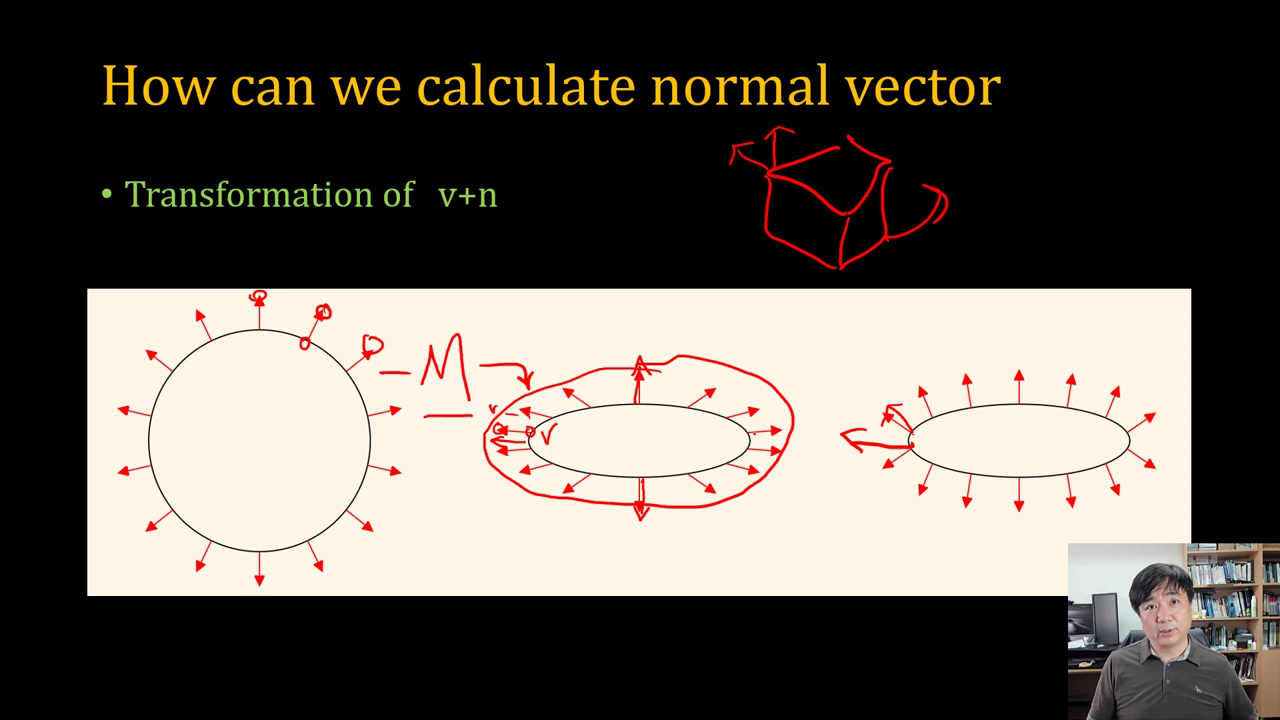 How can we calculate normal vector
• Transformation of v+n
M
v